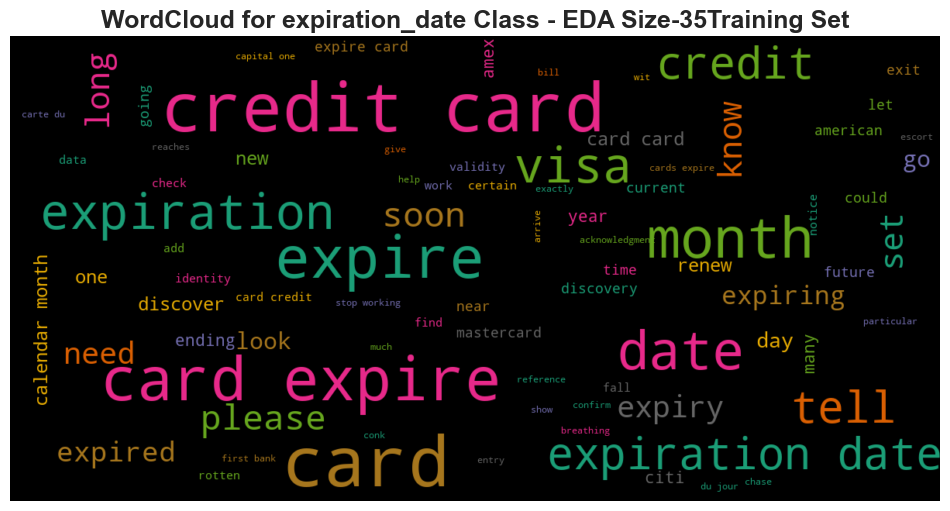 WordCloud for expiration_date Class - EDA Size-35Training Set
capital one
expire card
amex
bill
wit
credit
exit
long
going
credit card
know
let
carte du
american
escort
reaches
give
card card
data
new
visa
validity
cards expire
go
check
help
work
certain
exactly
current
could
expiration
soon
arrive
year
notice
set
add
expire
acknowledgment
month
one
identity
time
renew
future
calendar month
discover
card credit
stop working
near
discovery
expiring
find
mastercard
particular
need
ending
look
much
date
day
many
card expire
reference
fall
please
show
confirm
expiry
tell
expired
conk
breathing
first bank
card
entry
expiration date
rotten
citi
du jour
chase